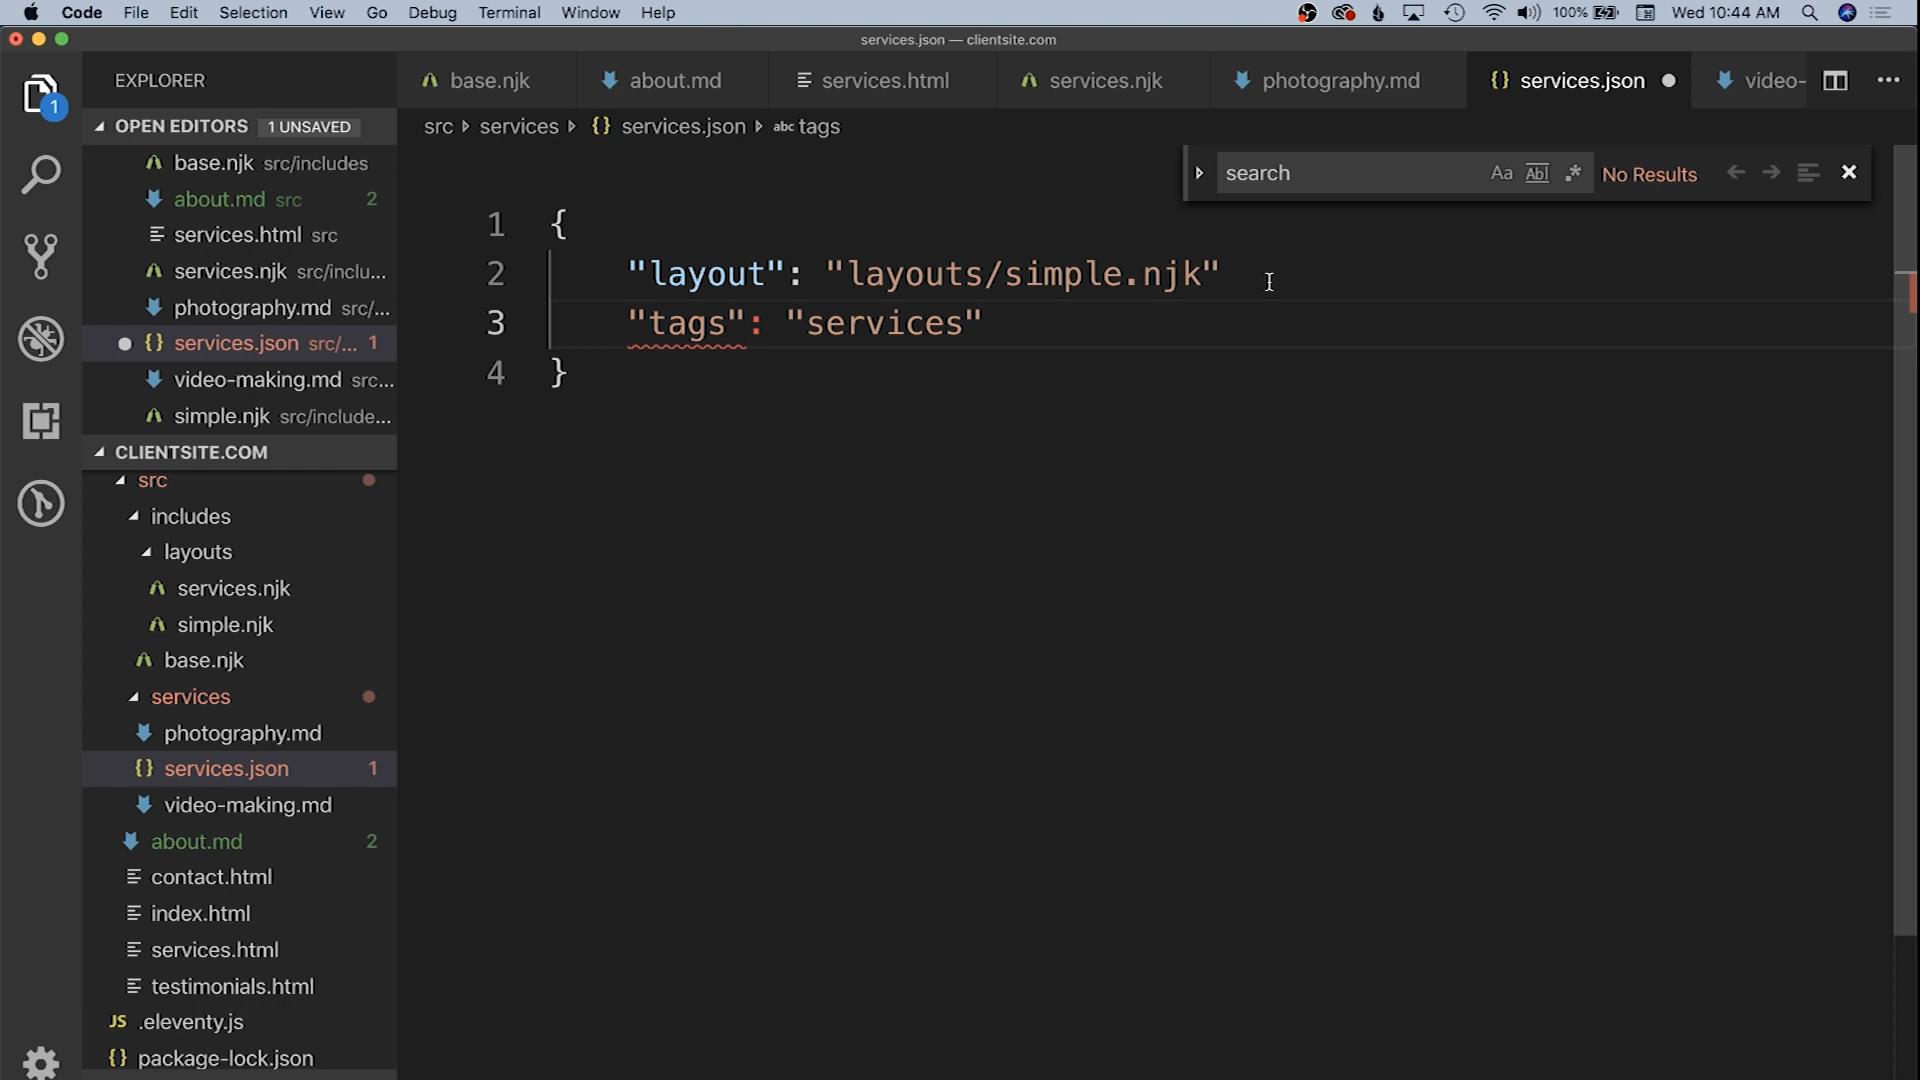 Code File Edit Selection View Go Debug Terminal Window Help 100% Wed 10:44 AM
services.json — clientsite.com
EXPLORER
base.njk about.md services.html services.njk photography.md {} services.json video-
1
OPEN EDITORS 1 UNSAVED
src services {} services.json abc tags
base.njk src/includes
search Aa Abl .* No Results
about.md src 2
services.html src
services.njk src/inclu...
photography.md src/...
{} services.json src/... 1
video-making.md src...
simple.njk src/include...
1 {
2 "layout": "layouts/simple.njk"
3 "tags": "services"
4 }
CLIENTSITE.COM
src
includes
layouts
services.njk
simple.njk
base.njk
services
photography.md
{} services.json 1
video-making.md
about.md 2
contact.html
index.html
services.html
testimonials.html
JS .eleventy.js
{} package-lock.json